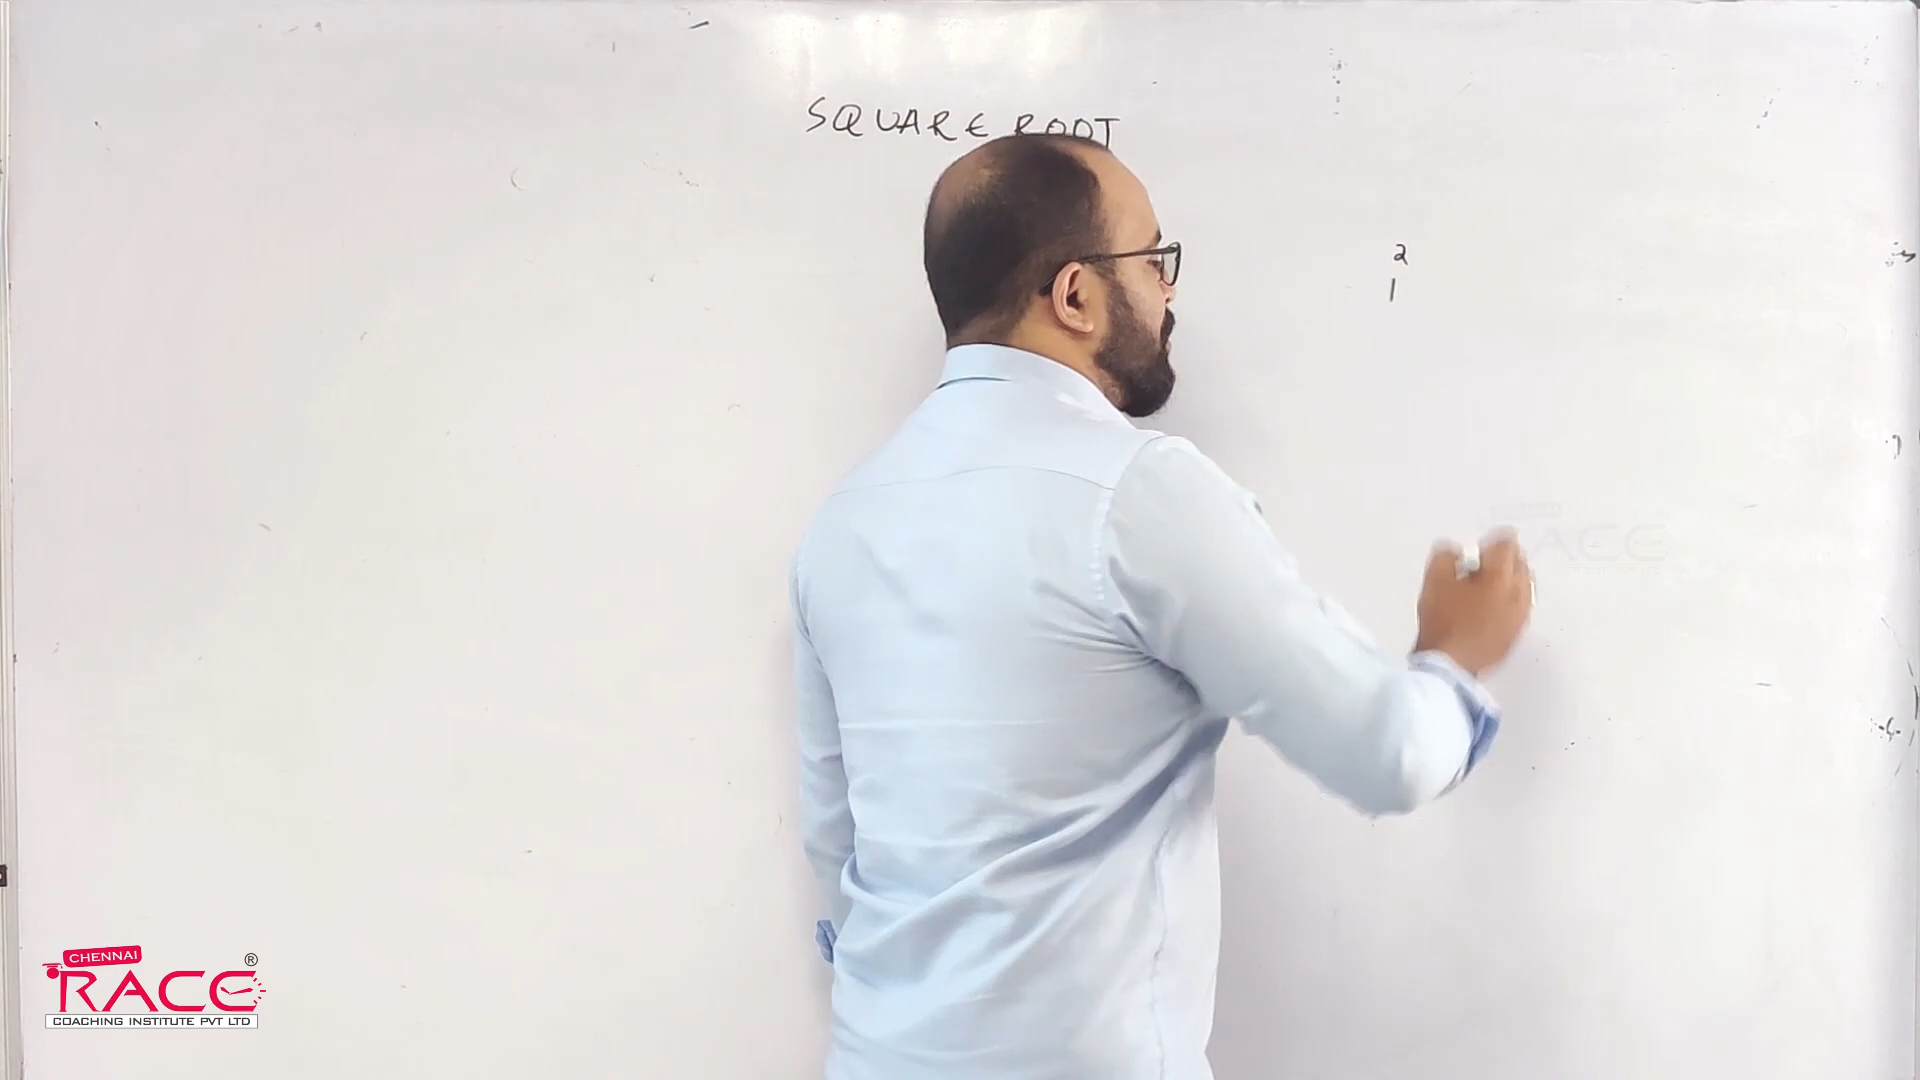 SQUARE ROOT
2
1
CHENNAI
RACE ®
COACHING INSTITUTE PVT LTD